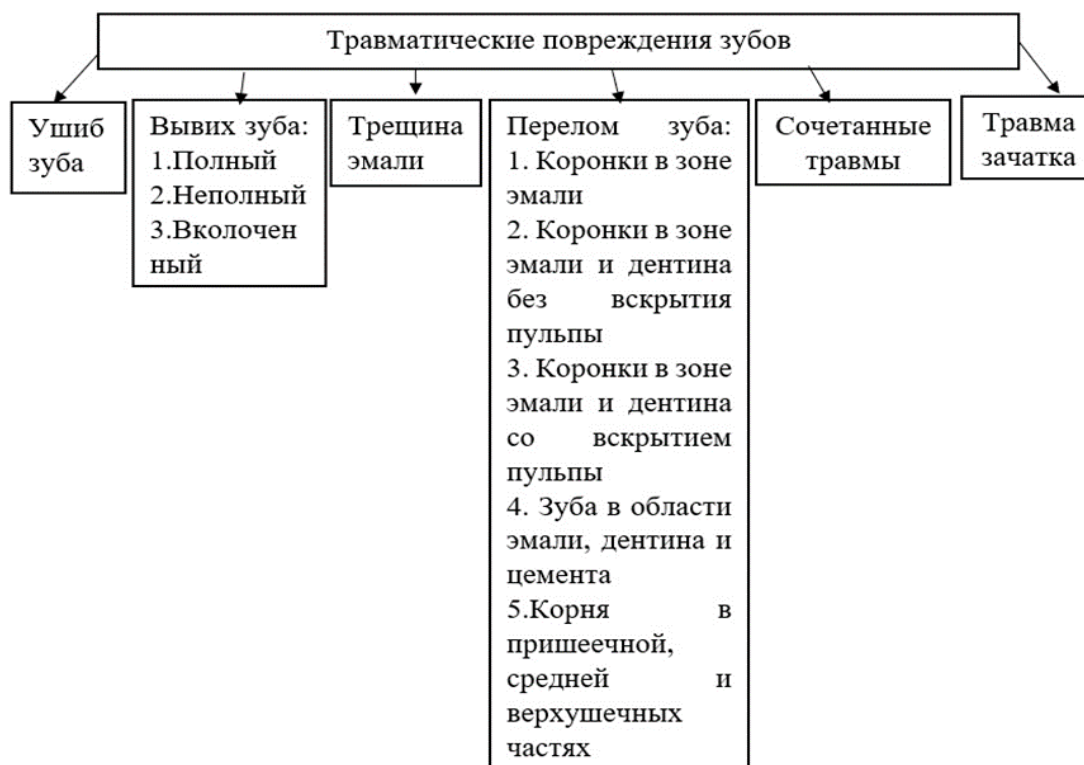 Травматические повреждения зубов
Ушиб
зуба
Вывих зуба:
1.Полный
2.Неполный
3.Вколочен
ный
Трещина
эмали
Перелом зуба:
1. Коронки в зоне
эмали
2. Коронки в зоне
эмали и дентина
без вскрытия
пульпы
3. Коронки в зоне
эмали и дентина
со вскрытием
пульпы
4. Зуба в области
эмали, дентина и
цемента
5.Корня в
пришеечной,
средней и
верхушечных
частях
Сочетанные
травмы
Травма
зачатка